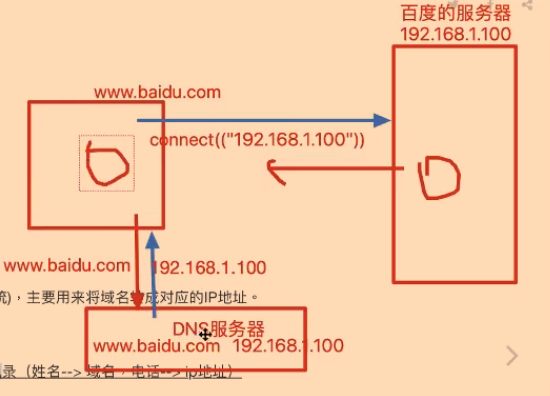 百度的服务器
192.168.1.100
www.baidu.com
connect(("192.168.1.100"))
www.baidu.com
192.168.1.100
统)，主要用来将域名 成对应的IP地址。
DNS服务器
www.baidu.com 192.168.1.100
录（姓名--> 域名，电话--> ip地址）